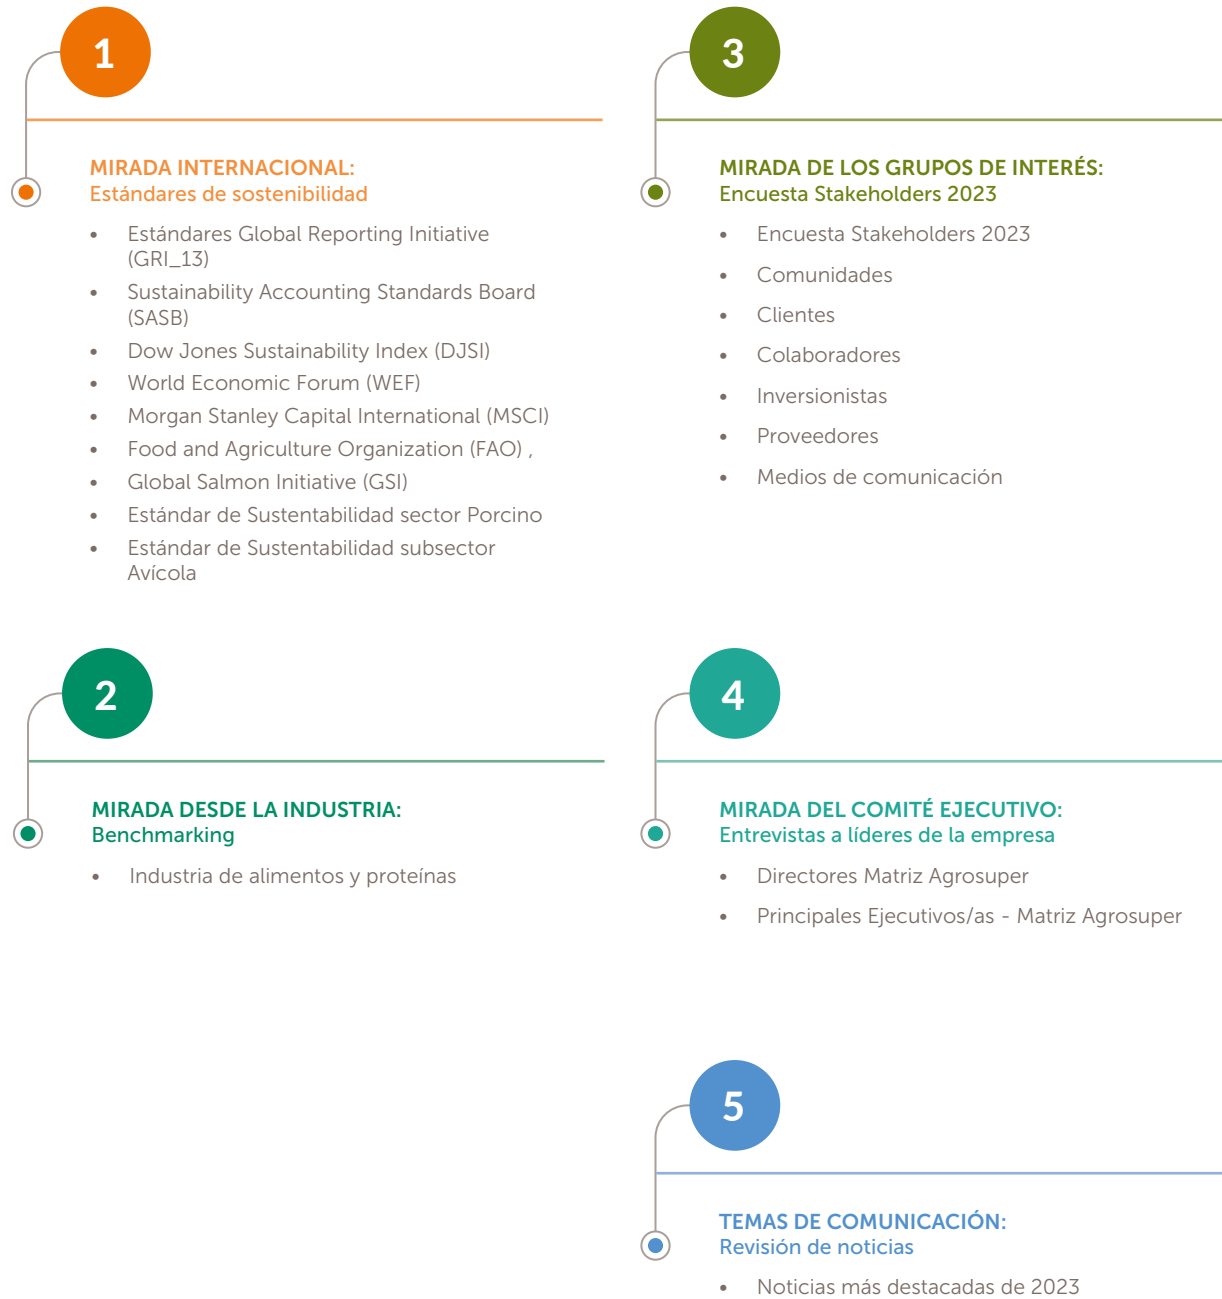 1
MIRADA INTERNACIONAL:
Estándares de sostenibilidad
• Estándares Global Reporting Initiative
(GRI_13)
• Sustainability Accounting Standards Board
(SASB)
• Dow Jones Sustainability Index (DJSI)
• World Economic Forum (WEF)
• Morgan Stanley Capital International (MSCI)
• Food and Agriculture Organization (FAO) ,
• Global Salmon Initiative (GSI)
• Estándar de Sustentabilidad sector Porcino
• Estándar de Sustentabilidad subsector
Avícola
2
MIRADA DESDE LA INDUSTRIA:
Benchmarking
• Industria de alimentos y proteínas
3
MIRADA DE LOS GRUPOS DE INTERÉS:
Encuesta Stakeholders 2023
• Encuesta Stakeholders 2023
• Comunidades
• Clientes
• Colaboradores
• Inversionistas
• Proveedores
• Medios de comunicación
4
MIRADA DEL COMITÉ EJECUTIVO:
Entrevistas a líderes de la empresa
• Directores Matriz Agrosuper
• Principales Ejecutivos/as - Matriz Agrosuper
5
TEMAS DE COMUNICACIÓN:
Revisión de noticias
• Noticias más destacadas de 2023